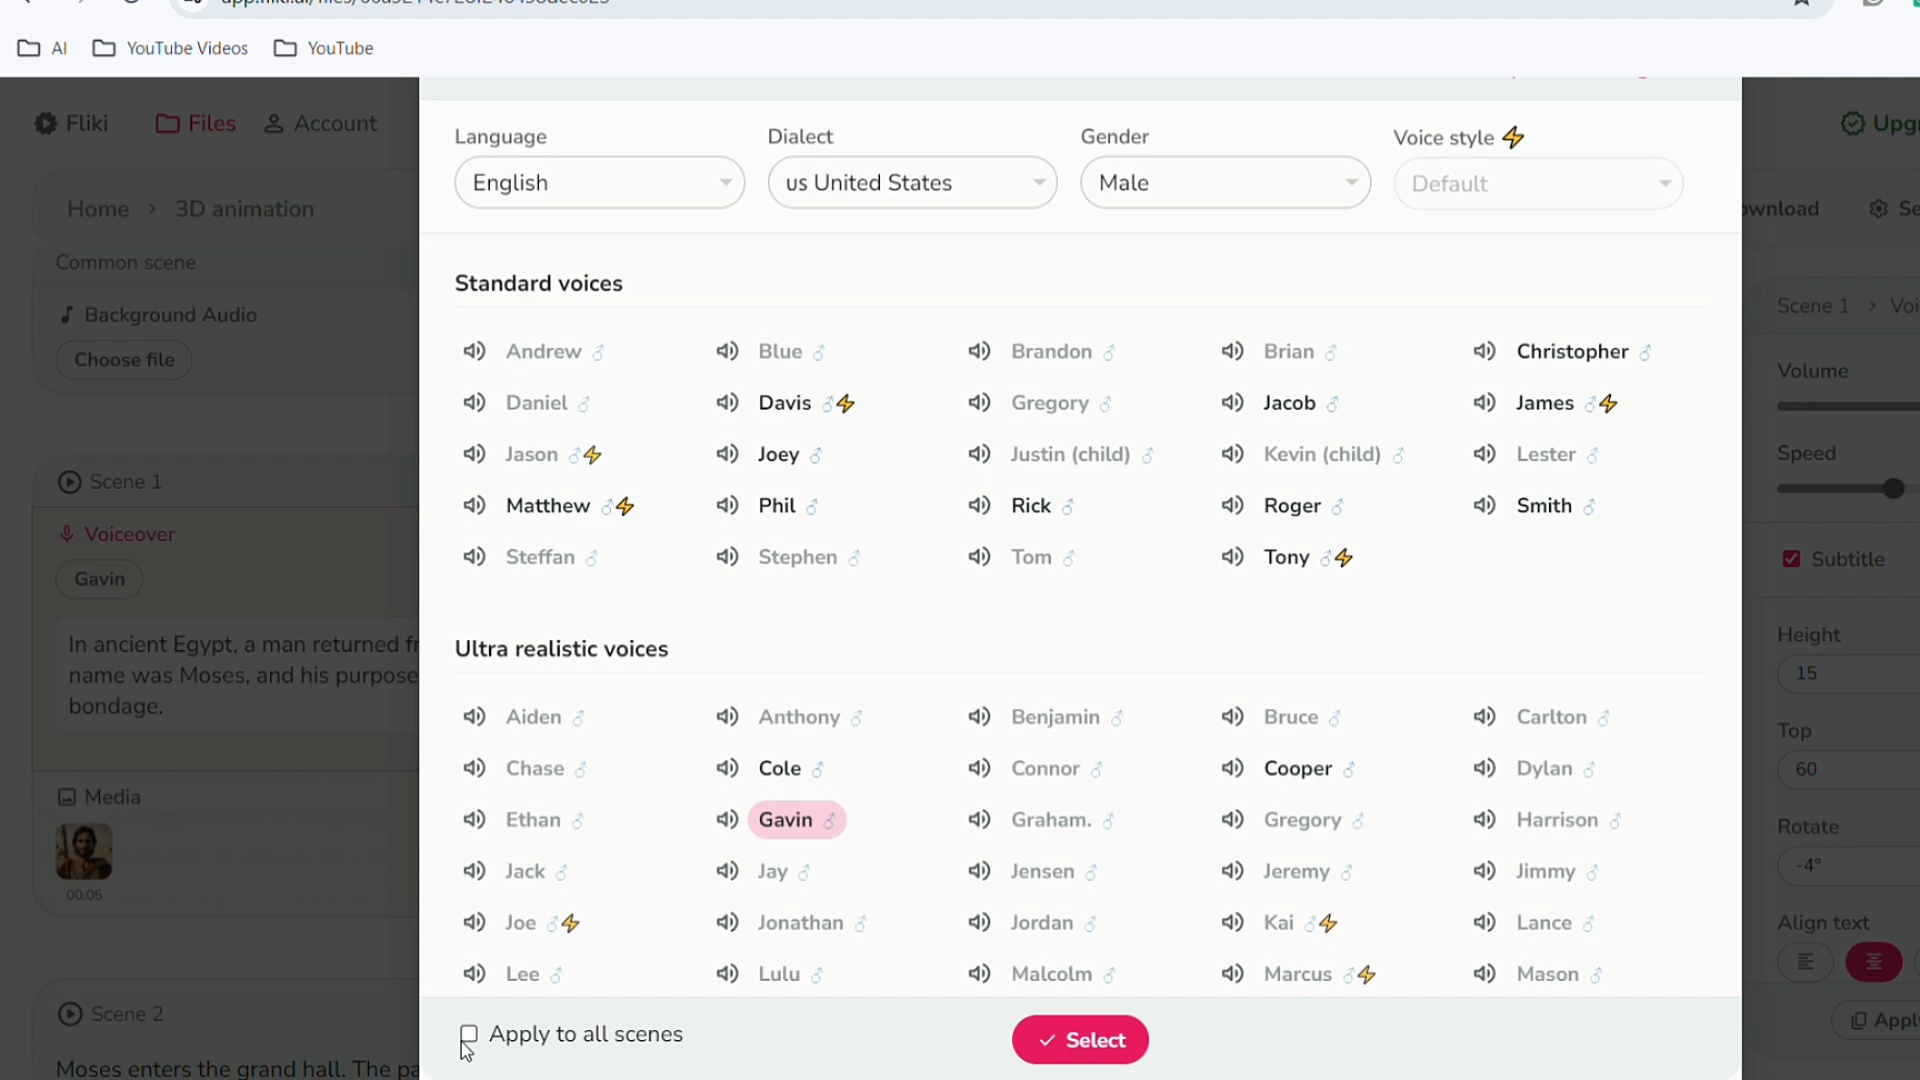 AI
YouTube Videos
YouTube
Fliki
Files
Account
Home > 3D animation
Common scene
Background Audio
Choose file
Scene 1
Voiceover
Gavin
In ancient Egypt, a man returned
name was Moses, and his purpose
bondage.
Media
00:05
Scene 2
Moses enters the grand hall. The
Language
Dialect
Gender
Voice style
English
us United States
Male
Default
Standard voices
Andrew
Blue
Brandon
Brian
Christopher
Daniel
Davis
Gregory
Jacob
James
Jason
Joey
Justin (child)
Kevin (child)
Lester
Matthew
Phil
Rick
Roger
Smith
Steffan
Stephen
Tom
Tony
Ultra realistic voices
Aiden
Anthony
Benjamin
Bruce
Carlton
Chase
Cole
Connor
Cooper
Dylan
Ethan
Gavin
Graham.
Gregory
Harrison
Jack
Jay
Jensen
Jeremy
Jimmy
Joe
Jonathan
Jordan
Kai
Lance
Lee
Lulu
Malcolm
Marcus
Mason
Apply to all scenes
Select
Scene 1 >
Volume
Speed
Subtitle
Height
15
Top
60
Rotate
-4°
Align text